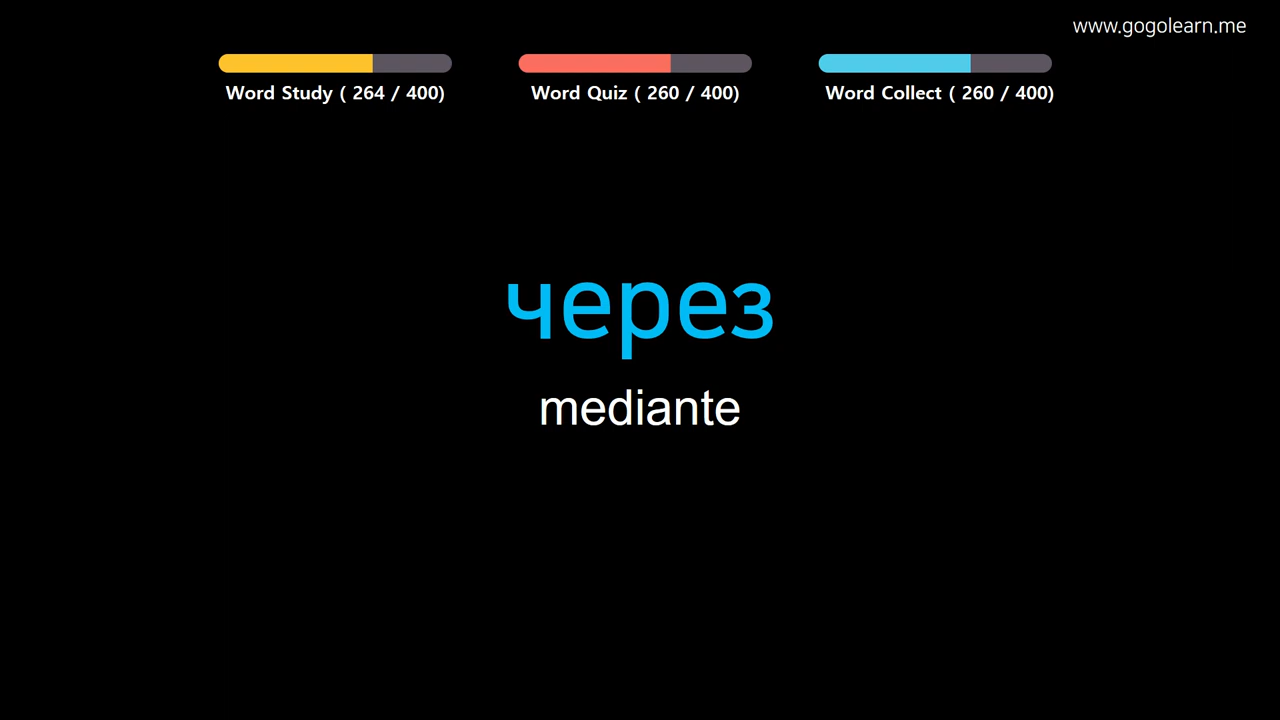 www.gogolearn.me
Word Study ( 264 / 400)
Word Quiz ( 260 / 400)
Word Collect ( 260 / 400)
через
mediante